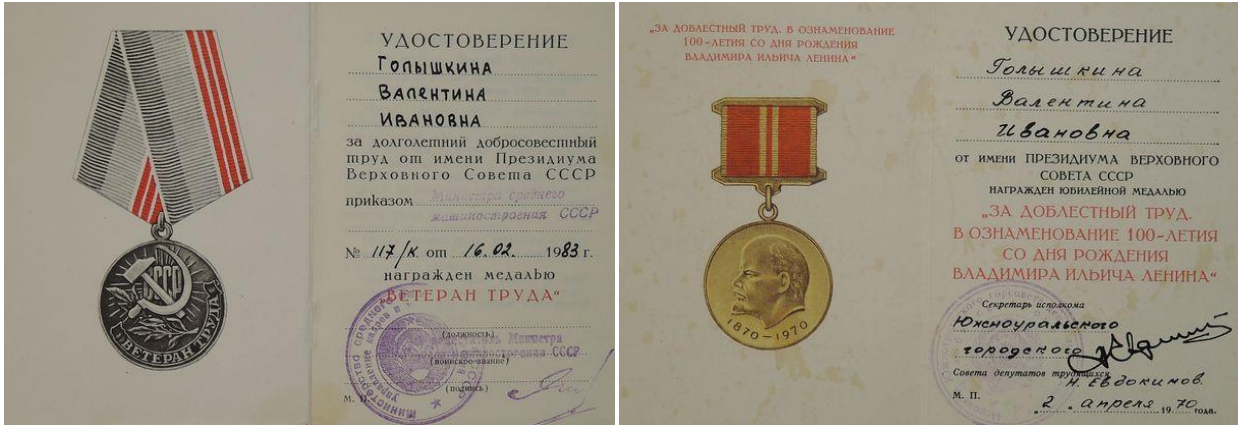 СССР
ВЕТЕРАН ТРУДА
УДОСТОВЕРЕНИЕ
Голышкина
Валентина
Ивановна
за долголетний добросовестный
труд от имени Президиума
Верховного Совета СССР
приказом Министра среднего
машиностроения СССР
№ 117/К от 16.02. 1983 г.
награжден медалью
„ВЕТЕРАН ТРУДА“
(должность)
Министра
машиностроения СССР
(воинское звание)
(подпись)
М. П.
„ЗА ДОБЛЕСТНЫЙ ТРУД. В ОЗНАМЕНОВАНИЕ
100-ЛЕТИЯ СО ДНЯ РОЖДЕНИЯ
ВЛАДИМИРА ИЛЬИЧА ЛЕНИНА“
1870-1970
УДОСТОВЕРЕНИЕ
Голышкина
Валентина
Ивановна
ОТ ИМЕНИ ПРЕЗИДИУМА ВЕРХОВНОГО
СОВЕТА СССР
НАГРАЖДЕН ЮБИЛЕЙНОЙ МЕДАЛЬЮ
„ЗА ДОБЛЕСТНЫЙ ТРУД.
В ОЗНАМЕНОВАНИЕ 100-ЛЕТИЯ
СО ДНЯ РОЖДЕНИЯ
ВЛАДИМИРА ИЛЬИЧА ЛЕНИНА“
Секретарь исполкома
Южноуральского
городского
Совета депутатов трудящихся
Н. Евдокимов.
М. П.
„2“ апреля 1970 года.